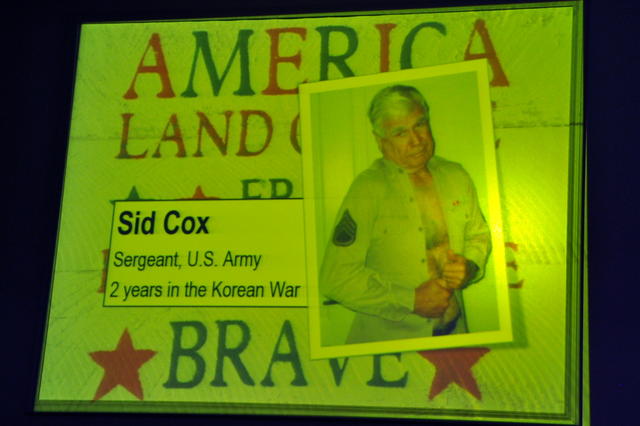 AMERICA
LAND
Sid Cox
Sergeant, U.S. Army
2 years in the Korean War
BRAVE